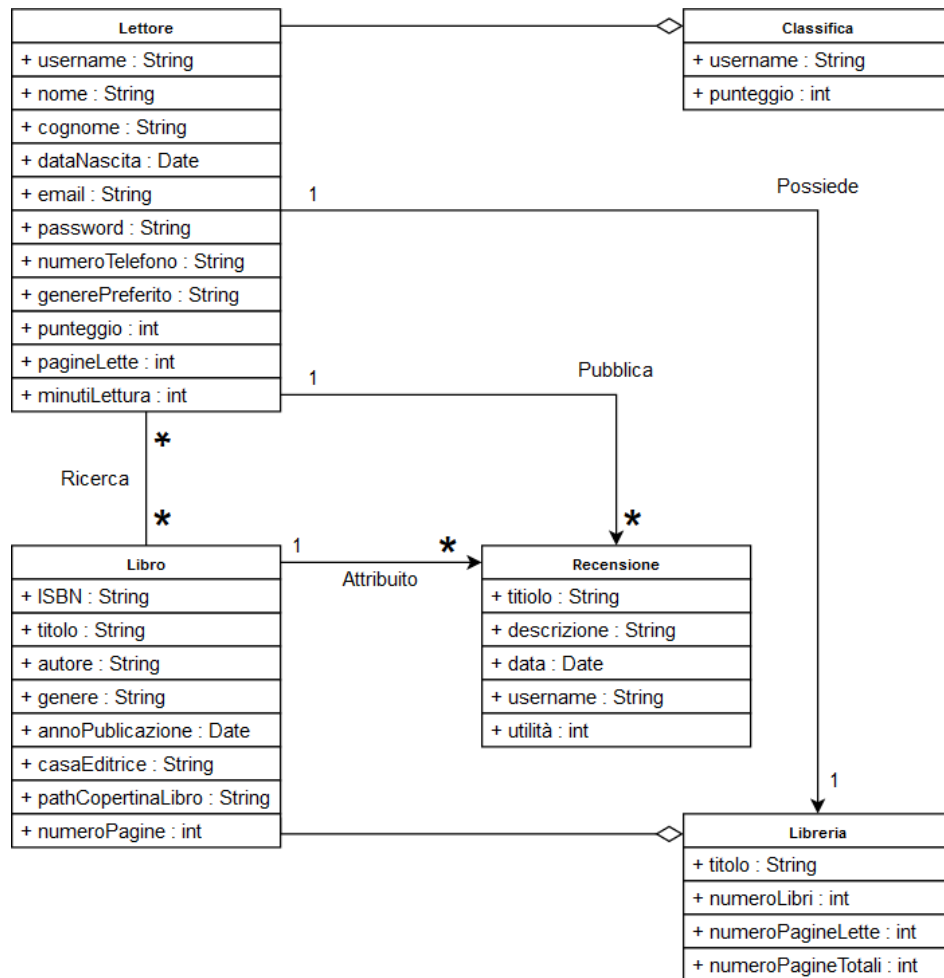 Lettore
+ username : String
+ nome : String
+ cognome : String
+ dataNascita : Date
+ email : String
+ password : String
+ numeroTelefono : String
+ generePreferito : String
+ punteggio : int
+ pagineLette : int
+ minutiLettura : int
Classifica
+ username : String
+ punteggio : int
1
Possiede
1
1
Pubblica
*
*
Ricerca
*
Libro
+ ISBN : String
+ titolo : String
+ autore : String
+ genere : String
+ annoPublicazione : Date
+ casaEditrice : String
+ pathCopertinaLibro : String
+ numeroPagine : int
1
*
Attribuito
Recensione
+ titiolo : String
+ descrizione : String
+ data : Date
+ username : String
+ utilità : int
Libreria
+ titolo : String
+ numeroLibri : int
+ numeroPagineLette : int
+ numeroPagineTotali : int